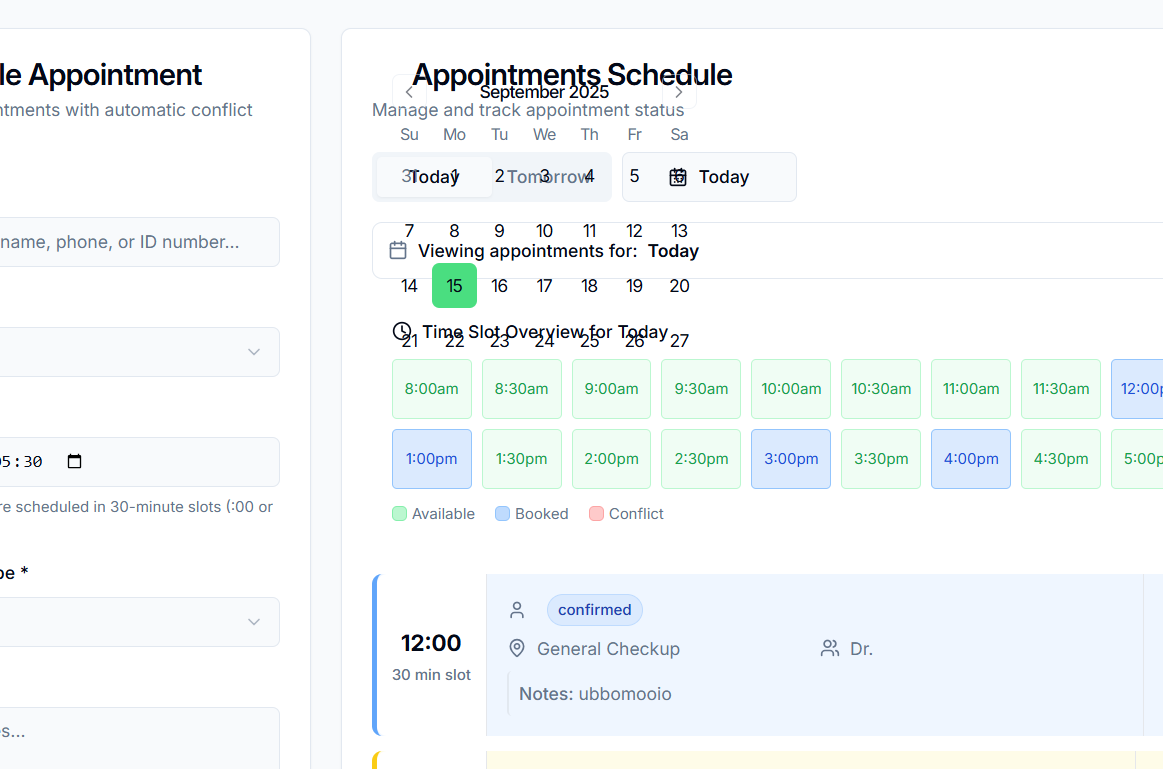 le Appointment
ntments with automatic conflict
name, phone, or ID number...
05:30
re scheduled in 30-minute slots (:00 or
pe *
s...
Appointments Schedule
September 2025
Manage and track appointment status
Su Mo Tu We Th Fr Sa
31 1 2 3 4 5
Today Tomorrow Today
7 8 9 10 11 12 13
Viewing appointments for: Today
14 15 16 17 18 19 20
Time Slot Overview for Today
21 22 23 24 25 26 27
8:00am 8:30am 9:00am 9:30am 10:00am 10:30am 11:00am 11:30am 12:00p
1:00pm 1:30pm 2:00pm 2:30pm 3:00pm 3:30pm 4:00pm 4:30pm 5:00p
Available Booked Conflict
confirmed
12:00
General Checkup Dr.
30 min slot
Notes: ubbomooio